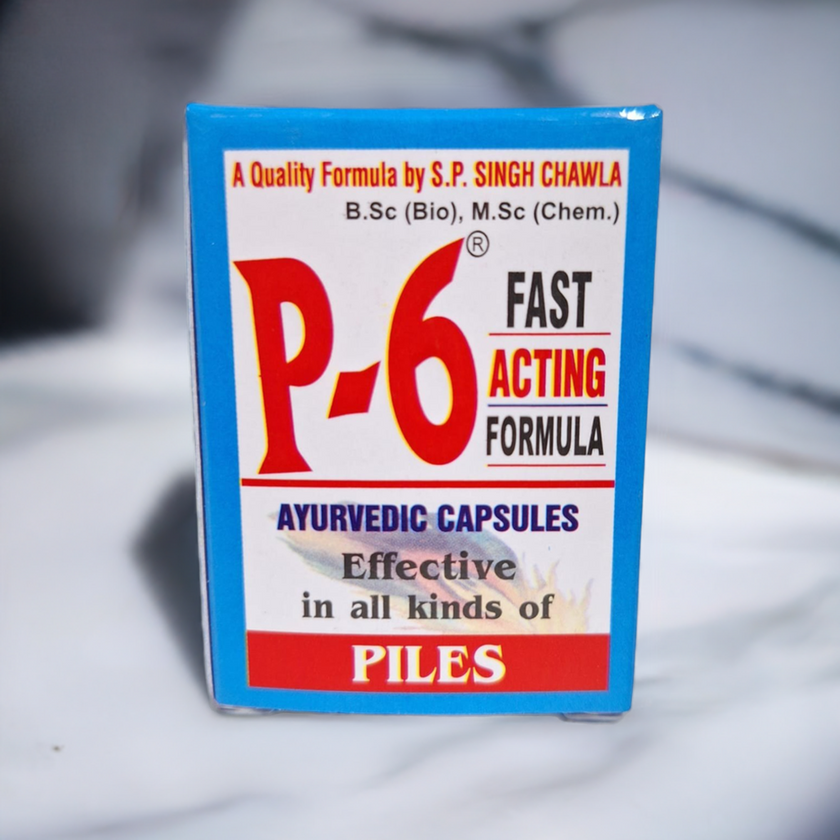 A Quality Formula by S.P. SINGH CHAWLA
B.Sc (Bio), M.Sc (Chem.)
P-6®
FAST
ACTING
FORMULA
AYURVEDIC CAPSULES
Effective
in all kinds of
PILES